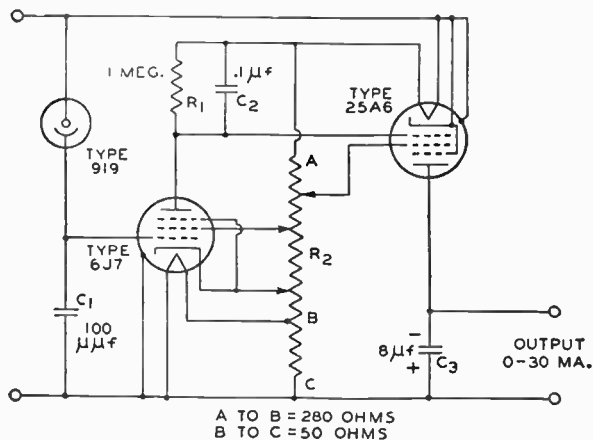 1 MEG.
R1
.1 µf
C2
TYPE
25A6
TYPE
919
A
TYPE
6J7
R2
C1
100
µµf
B
8µf
−
+
C3
OUTPUT
0-30 MA.
C
A TO B = 280 OHMS
B TO C = 50 OHMS